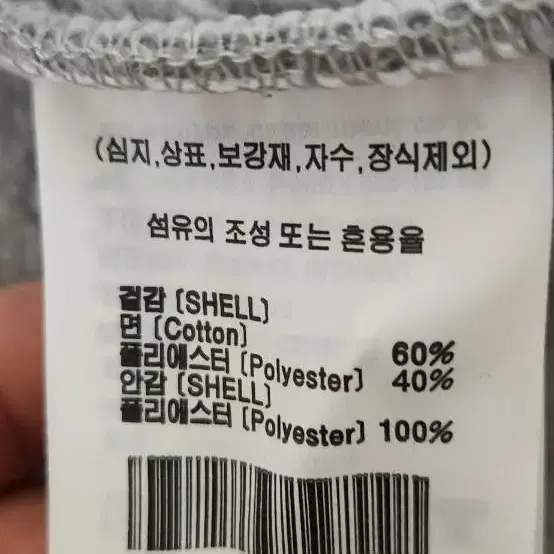 (심지,상표,보강재,자수,장식제외)
섬유의 조성 또는 혼용율
겉감 (SHELL)
면 (Cotton) 60%
폴리에스터 (Polyester) 40%
안감 (SHELL)
폴리에스터 (Polyester) 100%